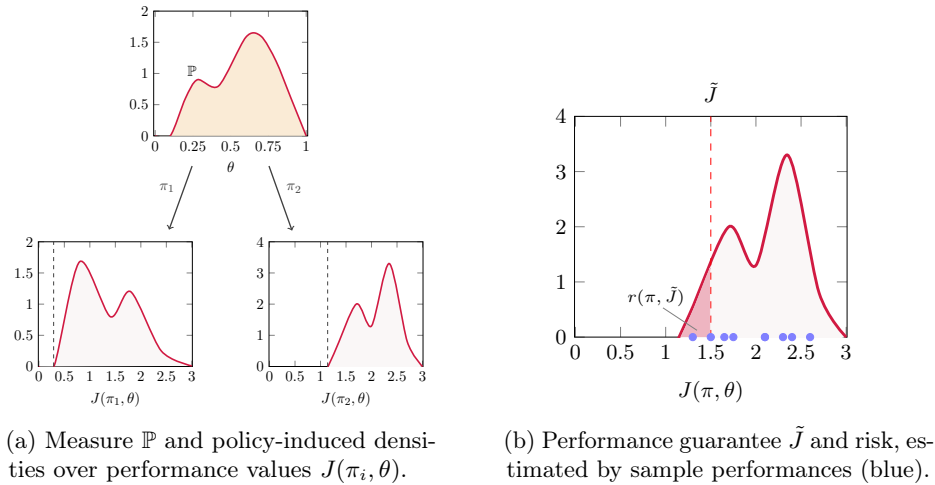 2
1.5
ℙ
1
0.5
0
0 0.25 0.5 0.75 1
θ
π₁ π₂
2
1.5
1
0.5
0
0 0.5 1 1.5 2 2.5 3
J(π₁, θ)
4
3
2
1
0
0 0.5 1 1.5 2 2.5 3
J(π₂, θ)
(a) Measure ℙ and policy-induced densi-
ties over performance values J(πᵢ, θ).
J̃
4
3
2
1
r(π, J̃)
0
0 0.5 1 1.5 2 2.5 3
J(π, θ)
(b) Performance guarantee J̃ and risk, es-
timated by sample performances (blue).